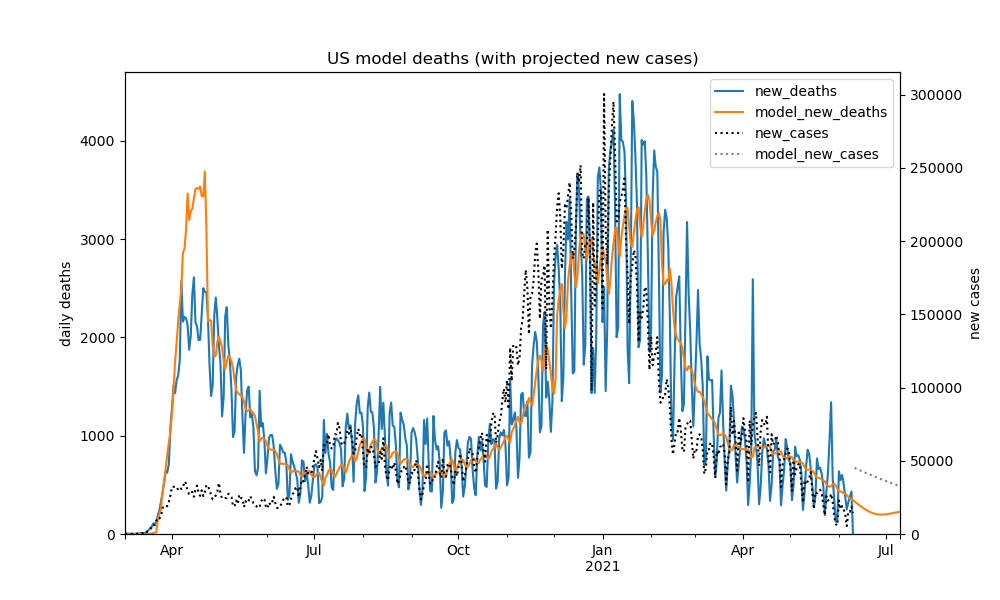 US model deaths (with projected new cases)
new_deaths
model_new_deaths
new_cases
model_new_cases
daily deaths
4000
3000
2000
1000
0
300000
250000
200000
150000
100000
50000
0
new cases
Apr
Jul
Oct
Jan
2021
Apr
Jul